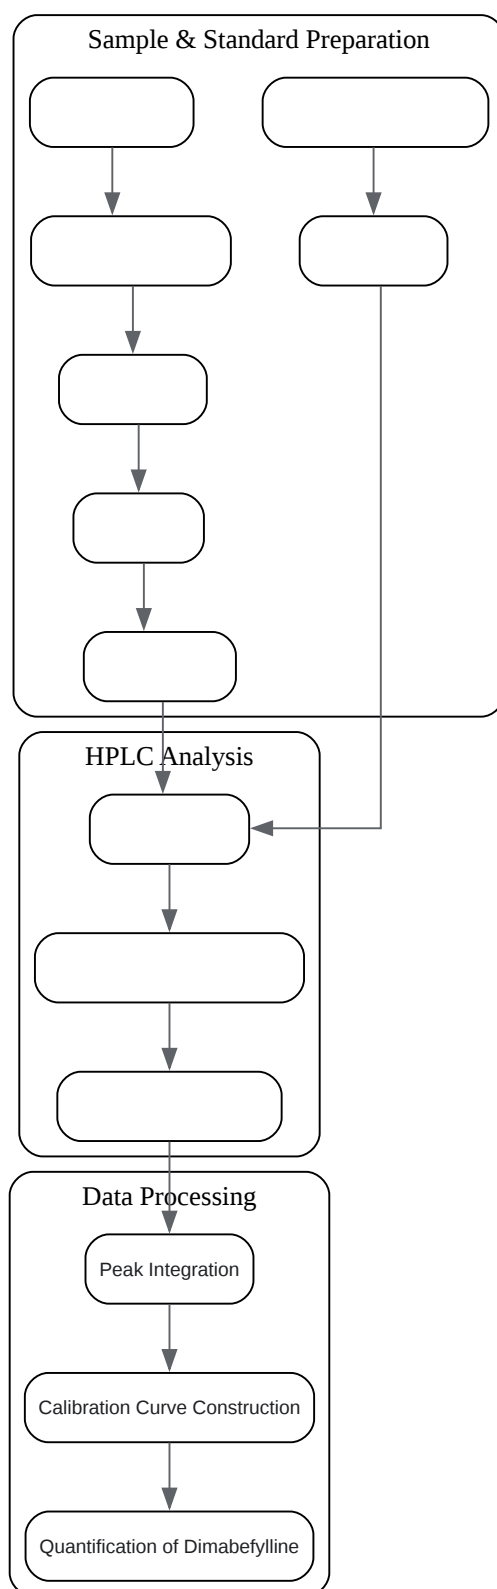 Sample & Standard Preparation
HPLC Analysis
Data Processing
Peak Integration
Calibration Curve Construction
Quantification of Dimabefylline